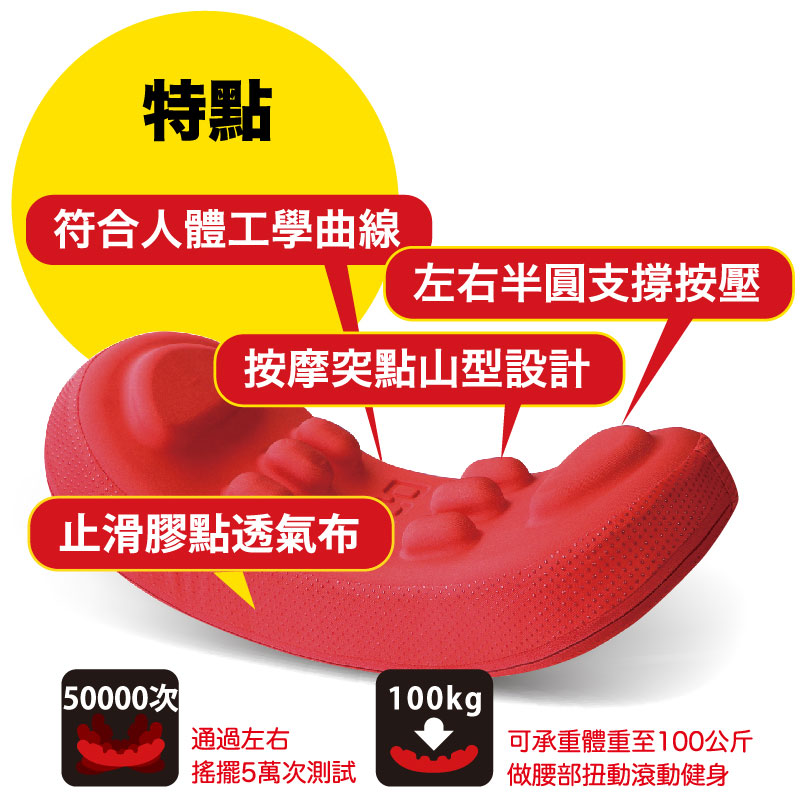 特點
符合人體工學曲線
左右半圓支撐按壓
按摩突點山型設計
止滑膠點透氣布
50000次
通過左右
搖擺5萬次測試
100kg
可承重體重至100公斤
做腰部扭動滾動健身